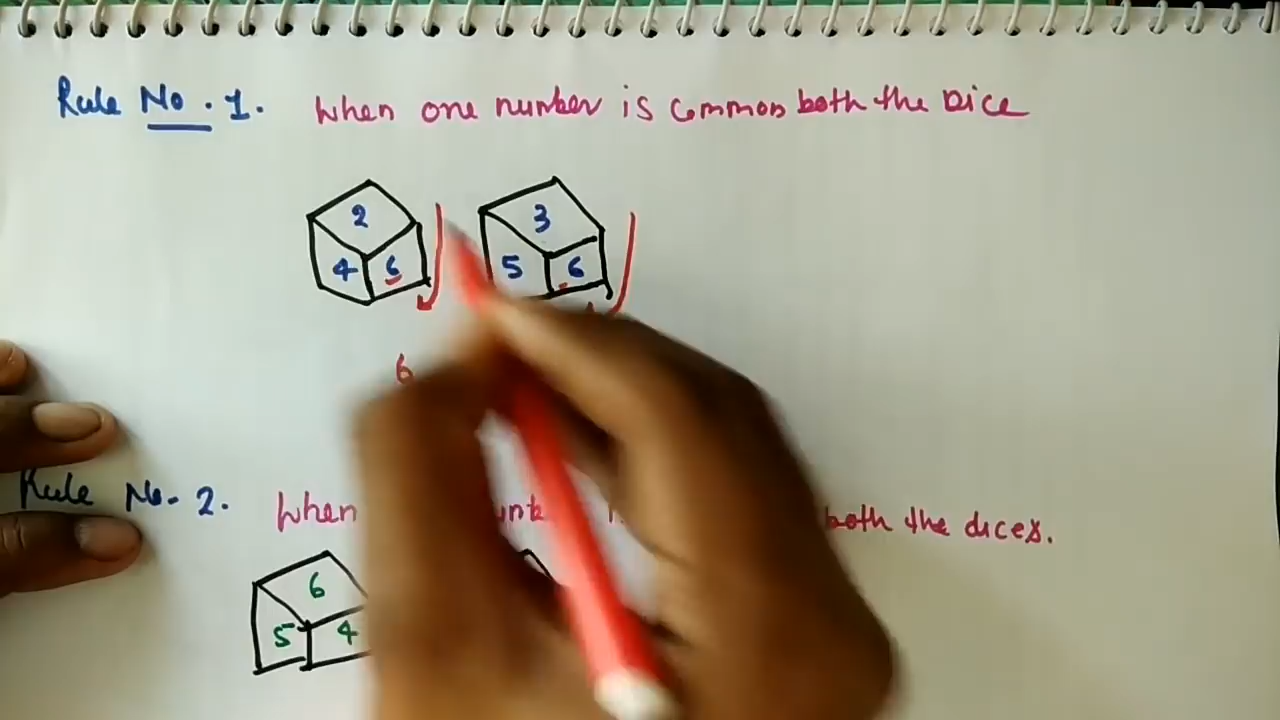 Rule No. 1. When one number is common both the Dice
2 3
4 6 5 6
6
Rule No. 2. When both the dices.
6
5 4